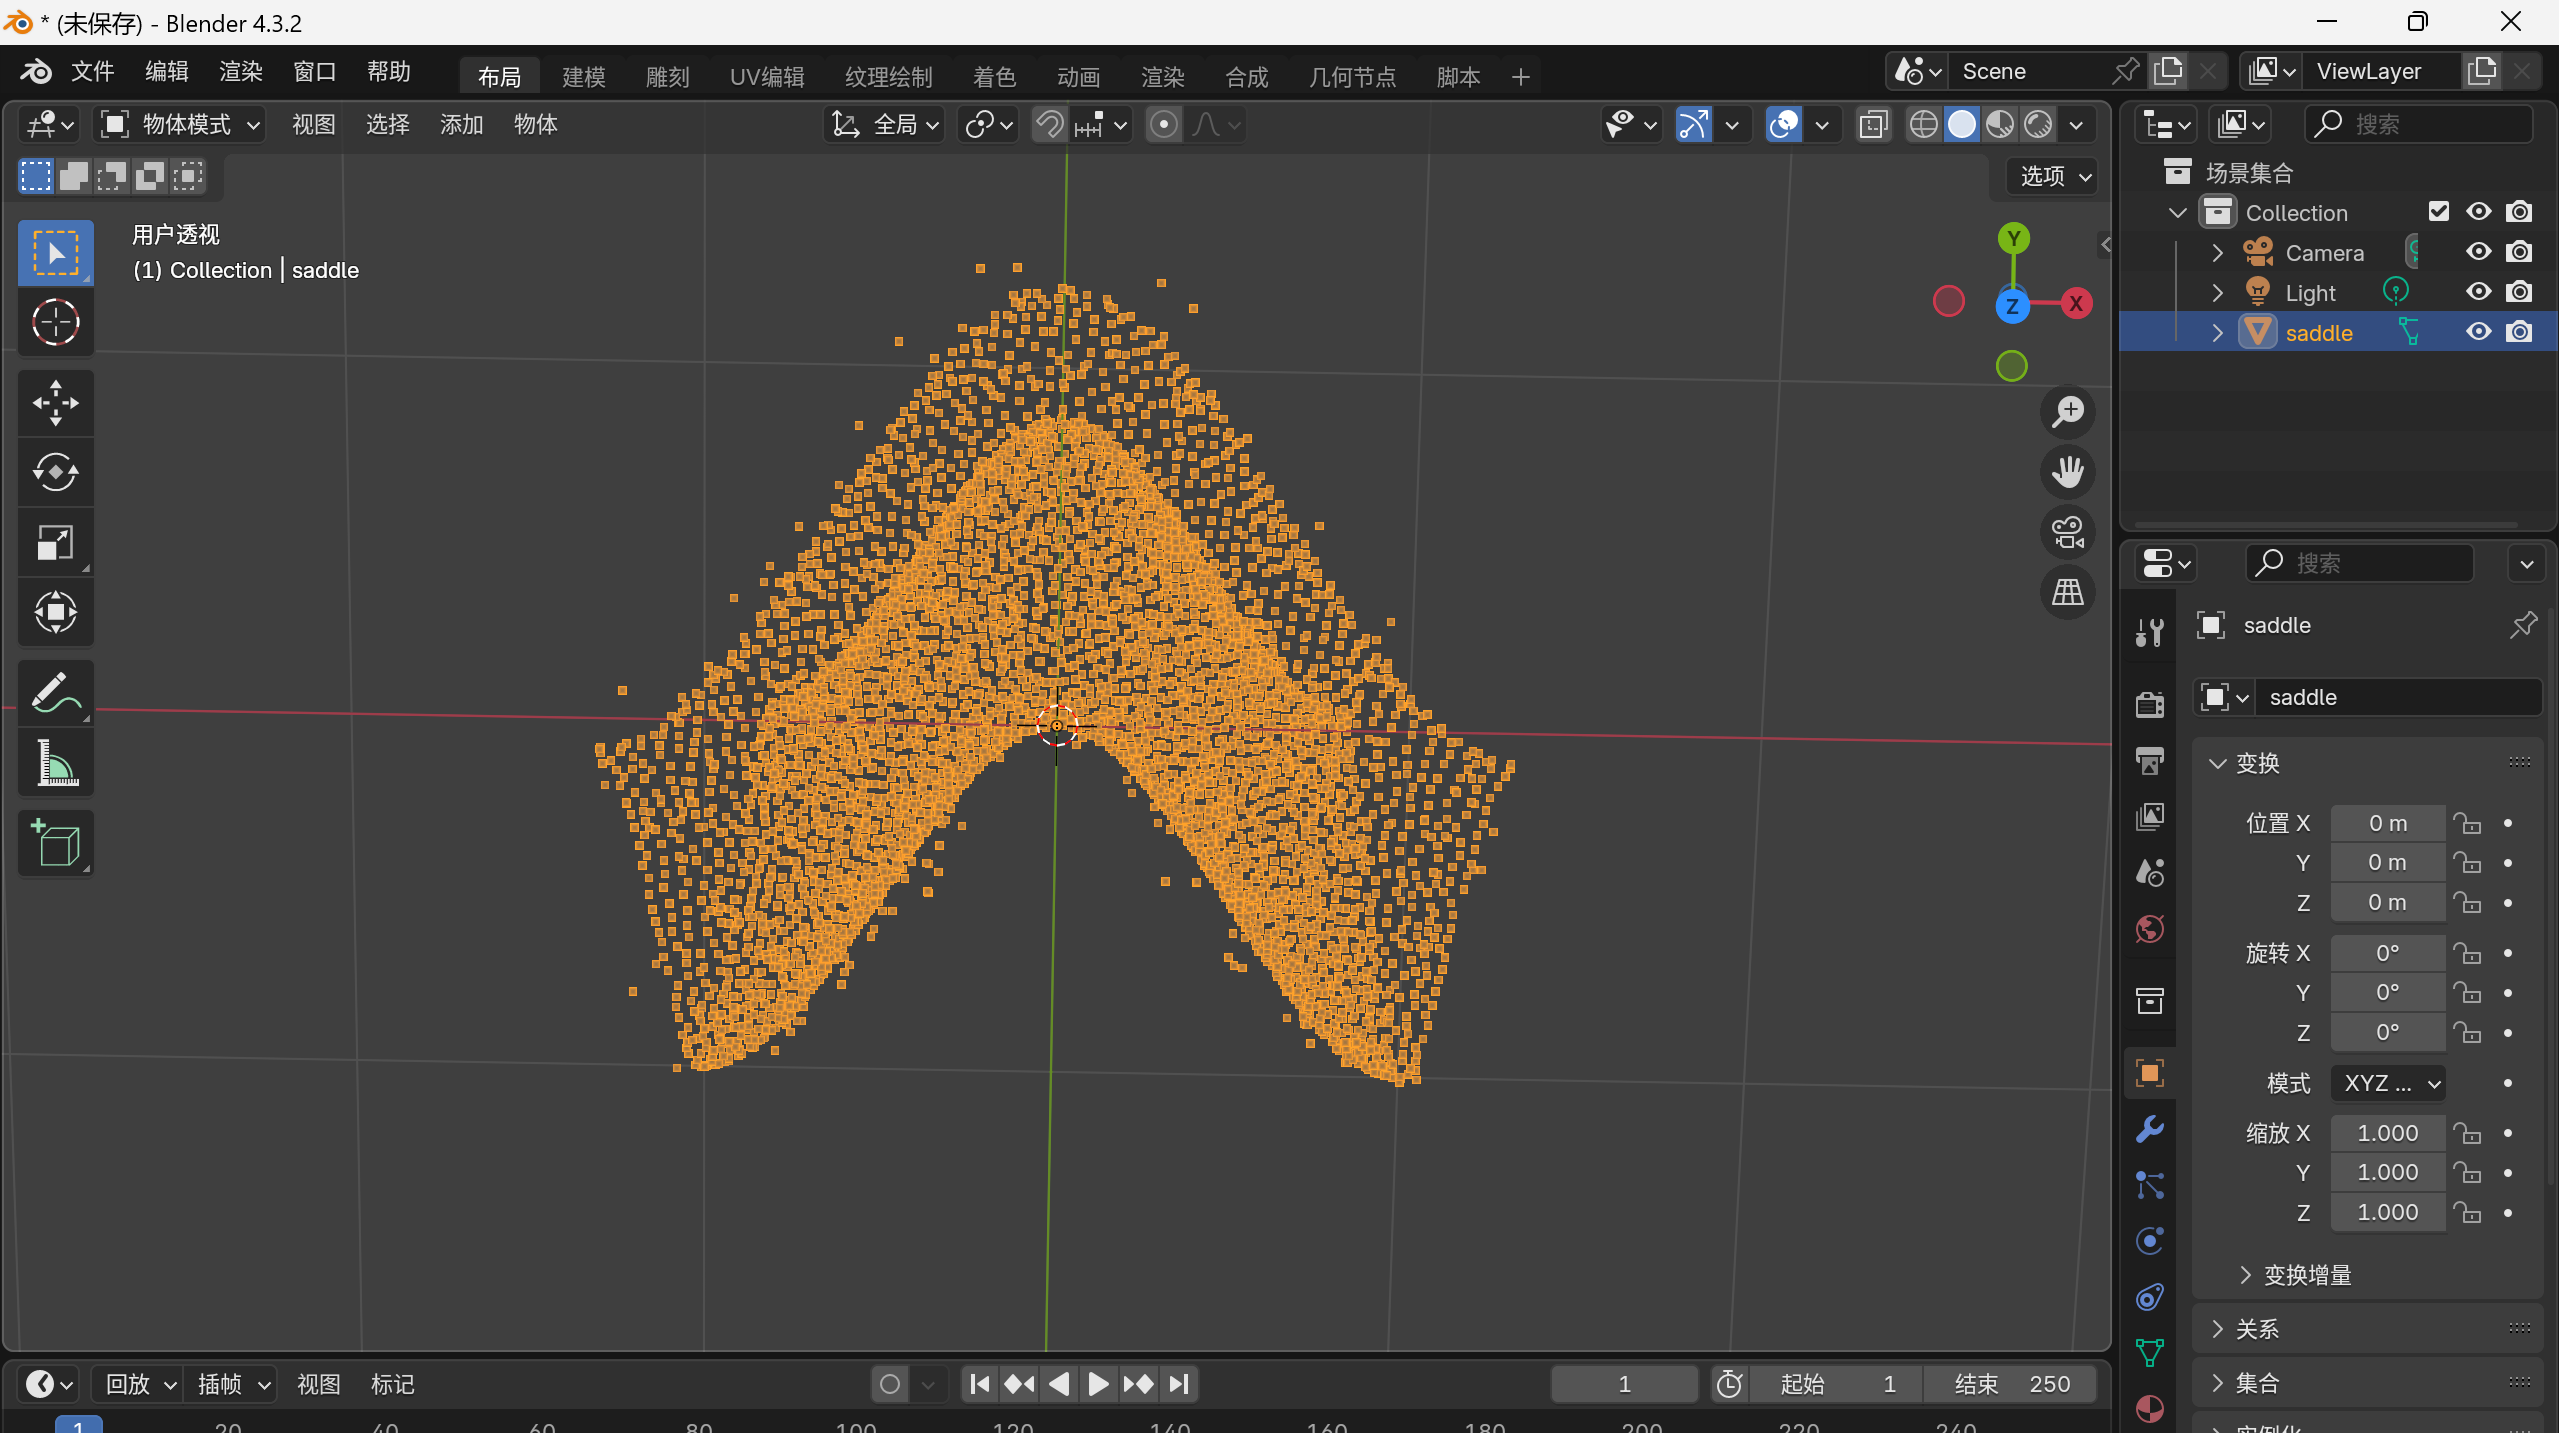 * (未保存) - Blender 4.3.2
文件 编辑 渲染 窗口 帮助 布局 建模 雕刻 UV编辑 纹理绘制 着色 动画 渲染 合成 几何节点 脚本 + Scene ViewLayer
物体模式 视图 选择 添加 物体 全局 搜索
选项
用户透视
(1) Collection | saddle
Y
Z X
场景集合
Collection
Camera
Light
saddle
搜索
saddle
saddle
变换
位置 X 0 m
Y 0 m
Z 0 m
旋转 X 0°
Y 0°
Z 0°
模式 XYZ ...
缩放 X 1.000
Y 1.000
Z 1.000
变换增量
关系
集合
回放 插帧 视图 标记 1 起始 1 结束 250
1 20 40 60 80 100 120 140 160 180 200 220 240